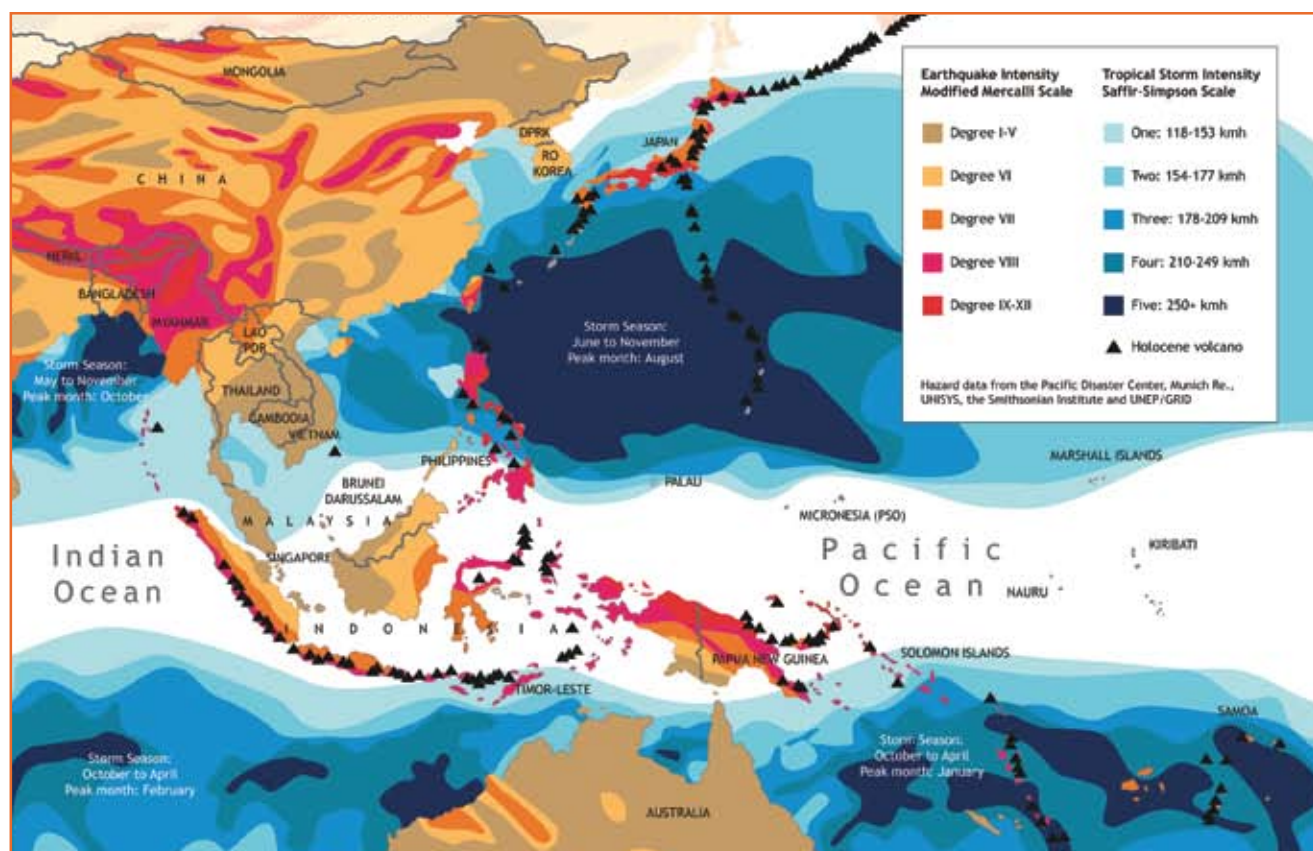 MONGOLIA
DPRK
RO
KOREA
JAPAN
C H I N A
NEPAL
BANGLADESH
MYANMAR
LAO
PDR
THAILAND
CAMBODIA
VIETNAM
Storm Season:
May to November
Peak month: October
Storm Season:
June to November
Peak month: August
PHILIPPINES
BRUNEI
DARUSSALAM
M A L A Y S I A
SINGAPORE
I N D O N E S I A
TIMOR-LESTE
PALAU
MICRONESIA (PSO)
MARSHALL ISLANDS
KIRIBATI
NAURU
Indian
Ocean
Pacific
Ocean
PAPUA NEW GUINEA
SOLOMON ISLANDS
SAMOA
AUSTRALIA
Storm Season:
October to April
Peak month: February
Storm Season:
October to April
Peak month: January
Earthquake Intensity
Modified Mercalli Scale
Degree I-V
Degree VI
Degree VII
Degree VIII
Degree IX-XII
Tropical Storm Intensity
Saffir-Simpson Scale
One: 118-153 kmh
Two: 154-177 kmh
Three: 178-209 kmh
Four: 210-249 kmh
Five: 250+ kmh
Holocene volcano
Hazard data from the Pacific Disaster Center, Munich Re.,
UNISYS, the Smithsonian Institute and UNEP/GRID